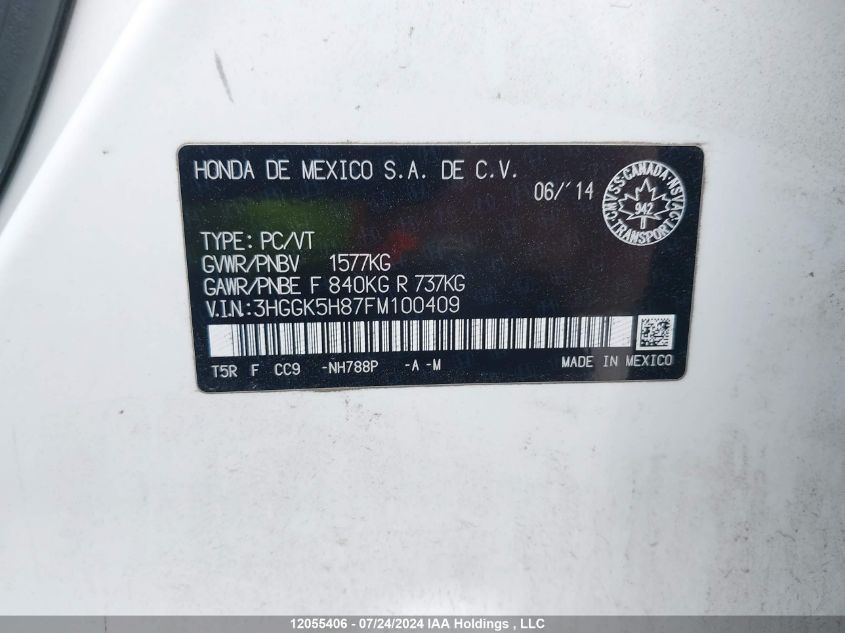 HONDA DE MEXICO S.A. DE C.V.
06/´14
CMVSS·CANADA·NSVAC
942
TRANSPORT
TYPE: PC/VT
GVWR/PNBV 1577KG
GAWR/PNBE F 840KG R 737KG
V.I.N:3HGGK5H87FM100409
T5R F CC9 -NH788P -A -M MADE IN MEXICO
12055406 - 07/24/2024 IAA Holdings , LLC